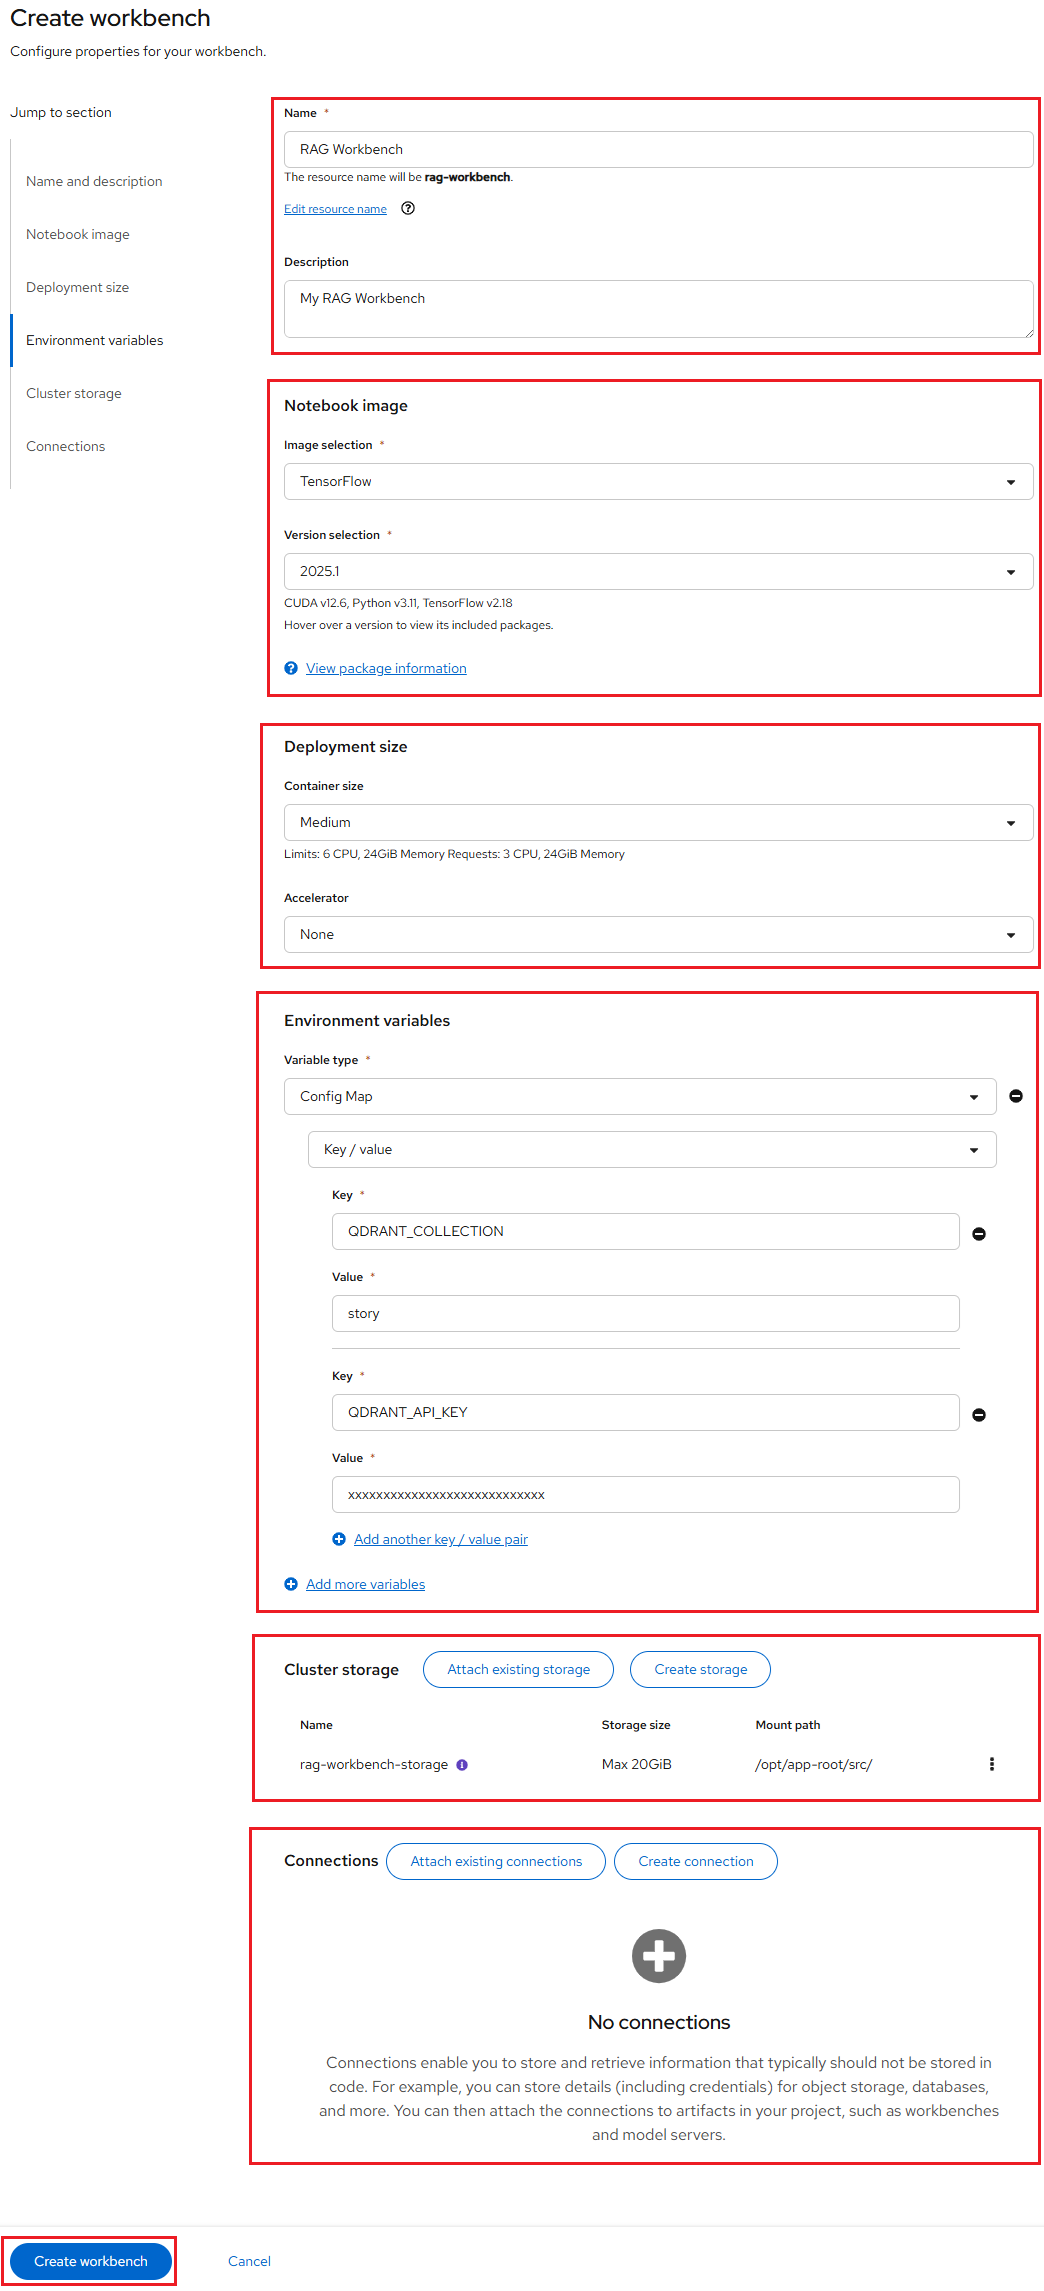 Create workbench
Configure properties for your workbench.
Jump to section
Name and description
Notebook image
Deployment size
Environment variables
Cluster storage
Connections
Name *
RAG Workbench
The resource name will be rag-workbench.
Edit resource name
Description
My RAG Workbench
Notebook image
Image selection *
TensorFlow
Version selection *
2025.1
CUDA v12.6, Python v3.11, TensorFlow v2.18
Hover over a version to view its included packages.
View package information
Deployment size
Container size
Medium
Limits: 6 CPU, 24GiB Memory Requests: 3 CPU, 24GiB Memory
Accelerator
None
Environment variables
Variable type *
Config Map
Key / value
Key *
QDRANT_COLLECTION
Value *
story
Key *
QDRANT_API_KEY
Value *
xxxxxxxxxxxxxxxxxxxxxxxxxxxx
Add another key / value pair
Add more variables
Cluster storage Attach existing storage Create storage
Name Storage size Mount path
rag-workbench-storage Max 20GiB /opt/app-root/src/
Connections Attach existing connections Create connection
No connections
Connections enable you to store and retrieve information that typically should not be stored in
code. For example, you can store details (including credentials) for object storage, databases,
and more. You can then attach the connections to artifacts in your project, such as workbenches
and model servers.
Create workbench Cancel